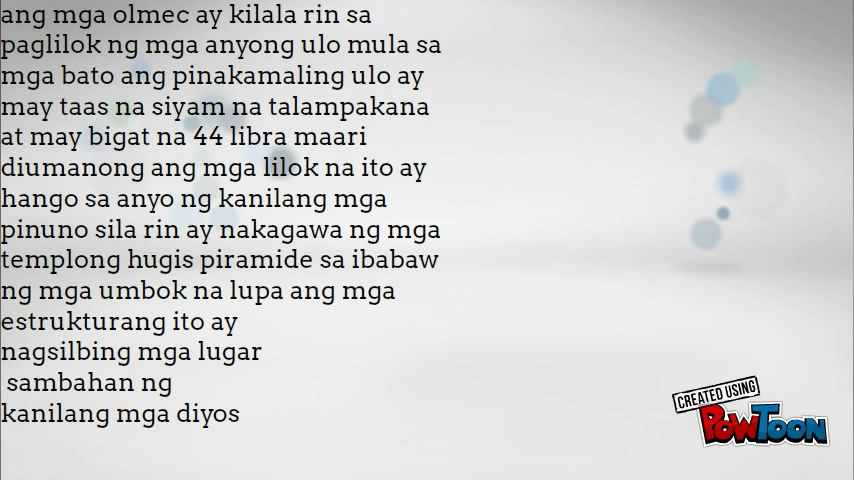 ang mga olmec ay kilala rin sa
paglilok ng mga anyong ulo mula sa
mga bato ang pinakamaling ulo ay
may taas na siyam na talampakana
at may bigat na 44 libra maari
diumanong ang mga lilok na ito ay
hango sa anyo ng kanilang mga
pinuno sila rin ay nakagawa ng mga
templong hugis piramide sa ibabaw
ng mga umbok na lupa ang mga
estrukturang ito ay
nagsilbing mga lugar
sambahan ng
kanilang mga diyos
CREATED USING
POWTOON